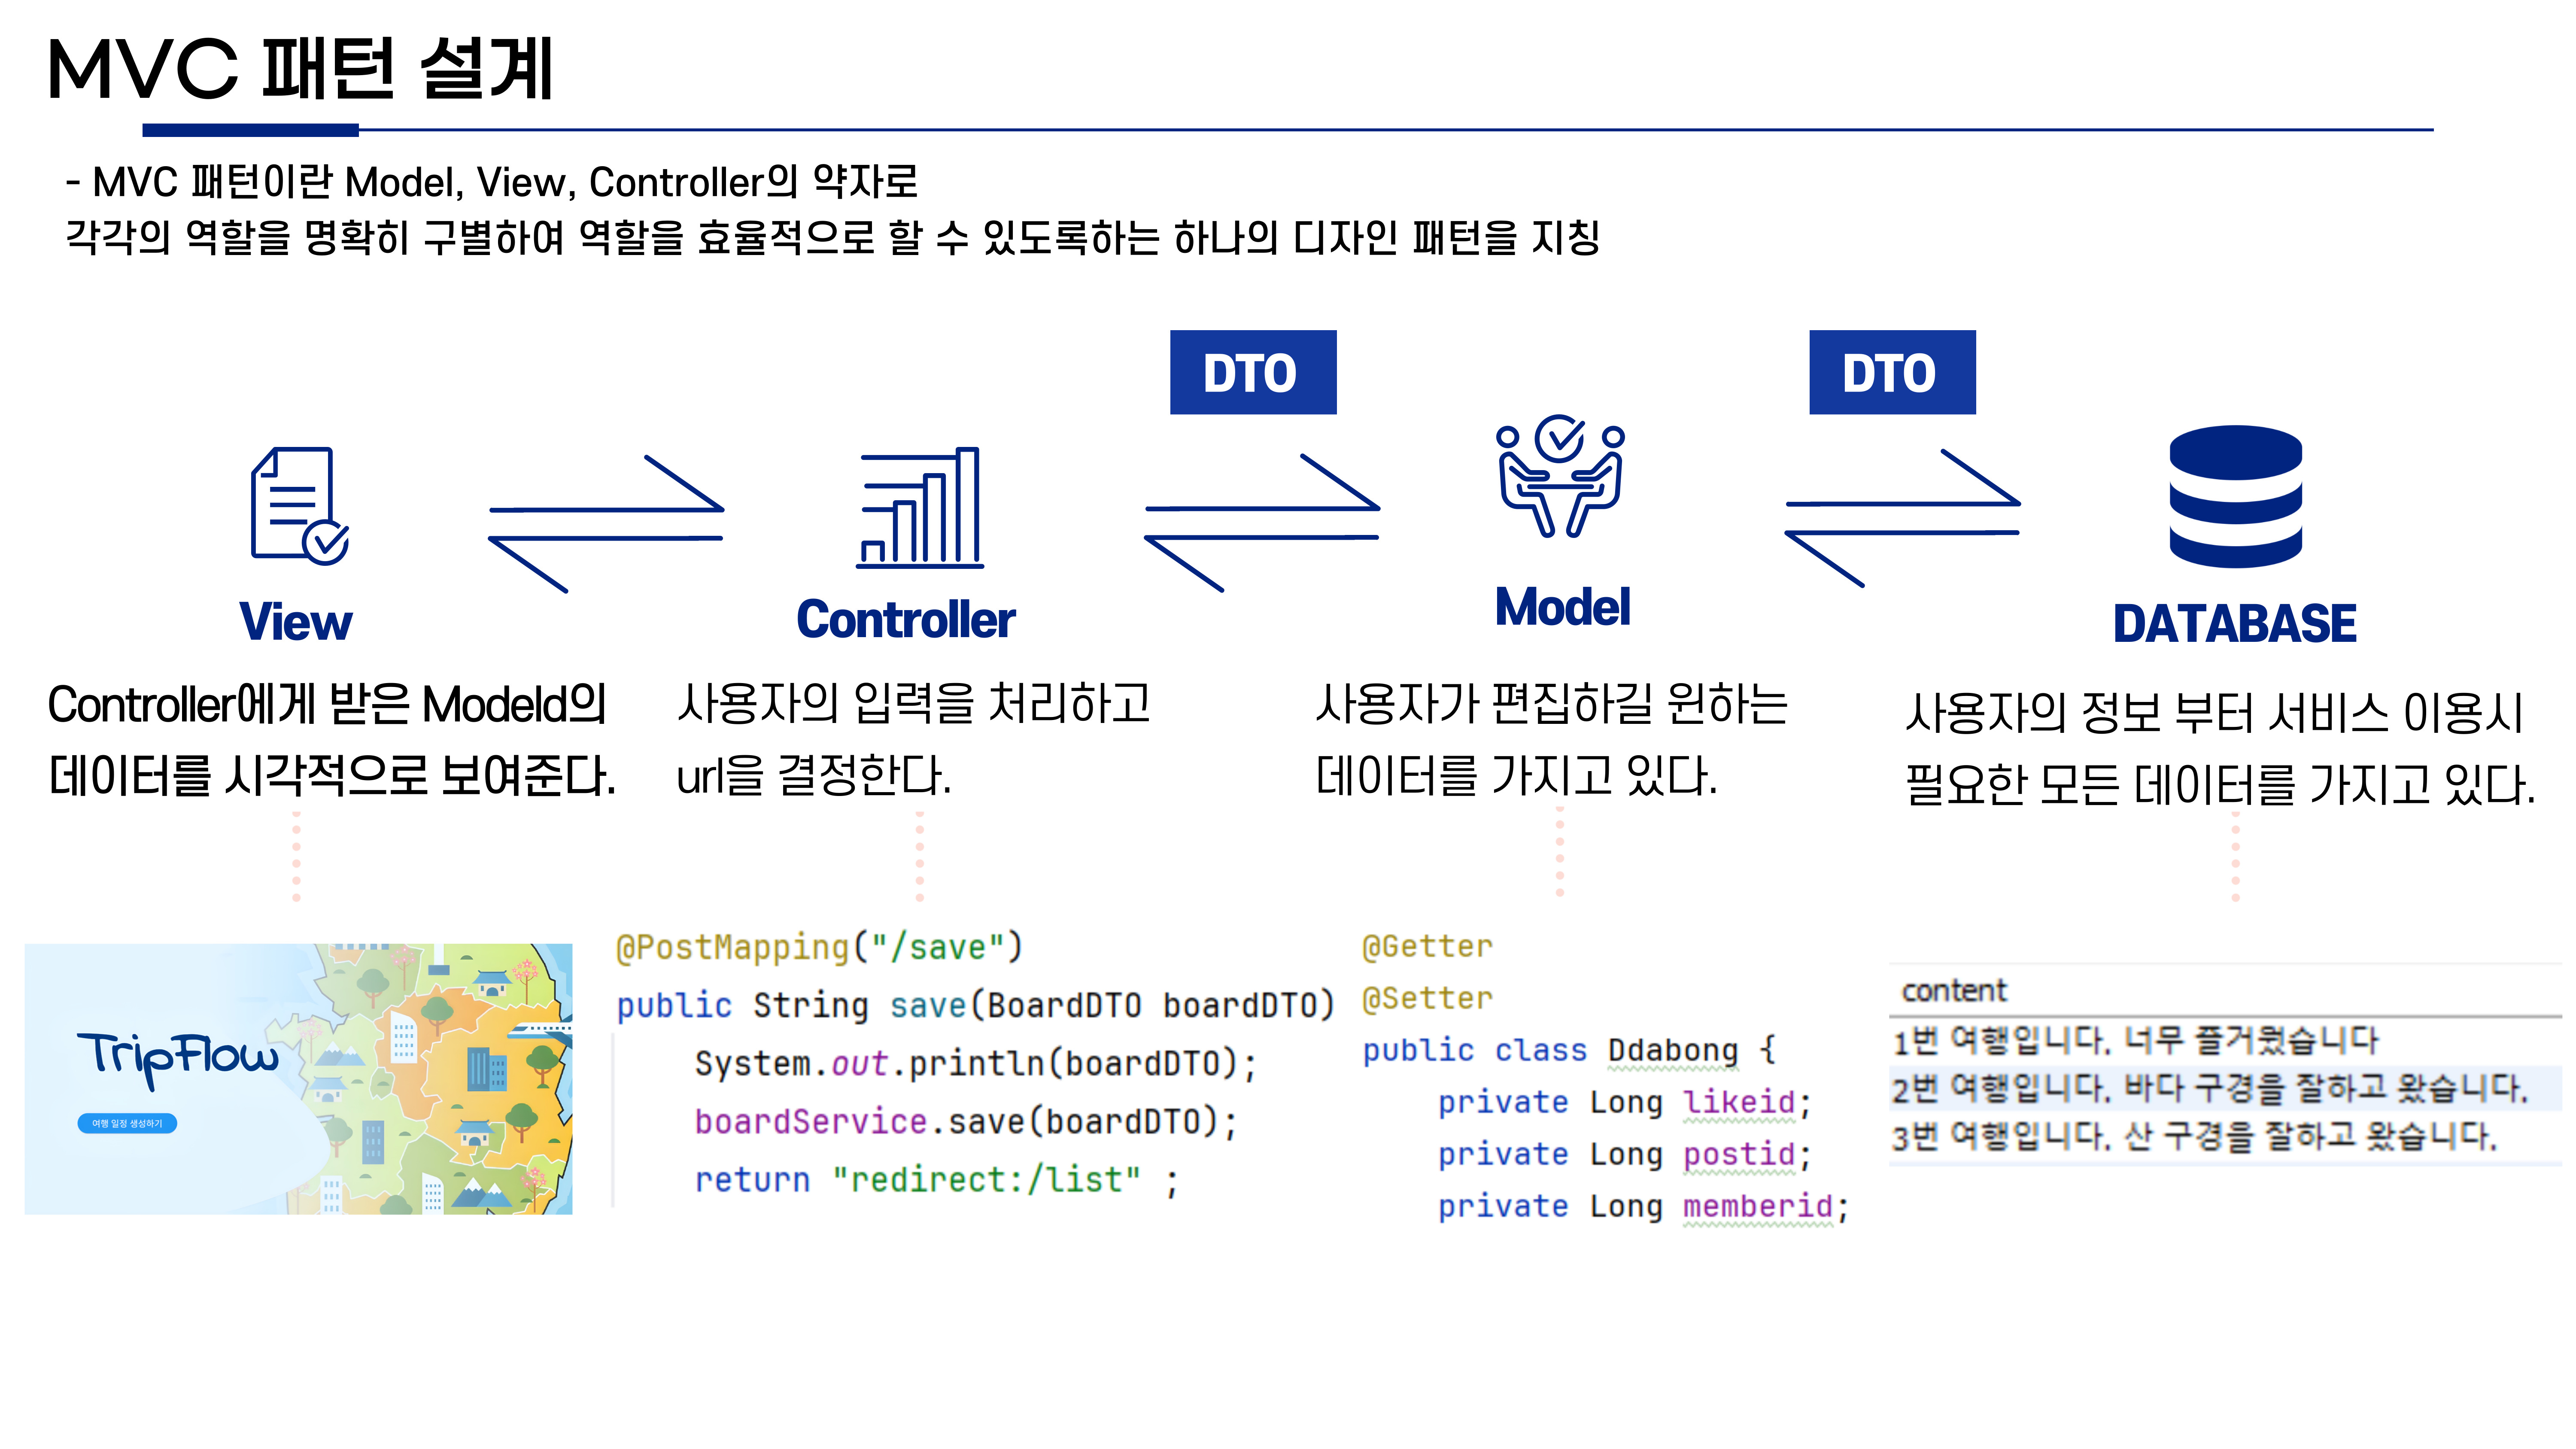 MVC 패턴 설계
- MVC 패턴이란 Model, View, Controller의 약자로
각각의 역할을 명확히 구별하여 역할을 효율적으로 할 수 있도록하는 하나의 디자인 패턴을 지칭
DTO
DTO
View
Controller에게 받은 Modeld의
데이터를 시각적으로 보여준다.
Controller
사용자의 입력을 처리하고
url을 결정한다.
Model
사용자가 편집하길 윈하는
데이터를 가지고 있다.
DATABASE
사용자의 정보 부터 서비스 이용시
필요한 모든 데이터를 가지고 있다.
TripFlow
여행 일정 생성하기
@PostMapping("/save")
public String save(BoardDTO boardDTO)
System.out.println(boardDTO);
boardService.save(boardDTO);
return "redirect:/list" ;
@Getter
@Setter
public class Ddabong {
private Long likeid;
private Long postid;
private Long memberid;
content
1번 여행입니다. 너무 즐거웠습니다
2번 여행입니다. 바다 구경을 잘하고 왔습니다.
3번 여행입니다. 산 구경을 잘하고 왔습니다.